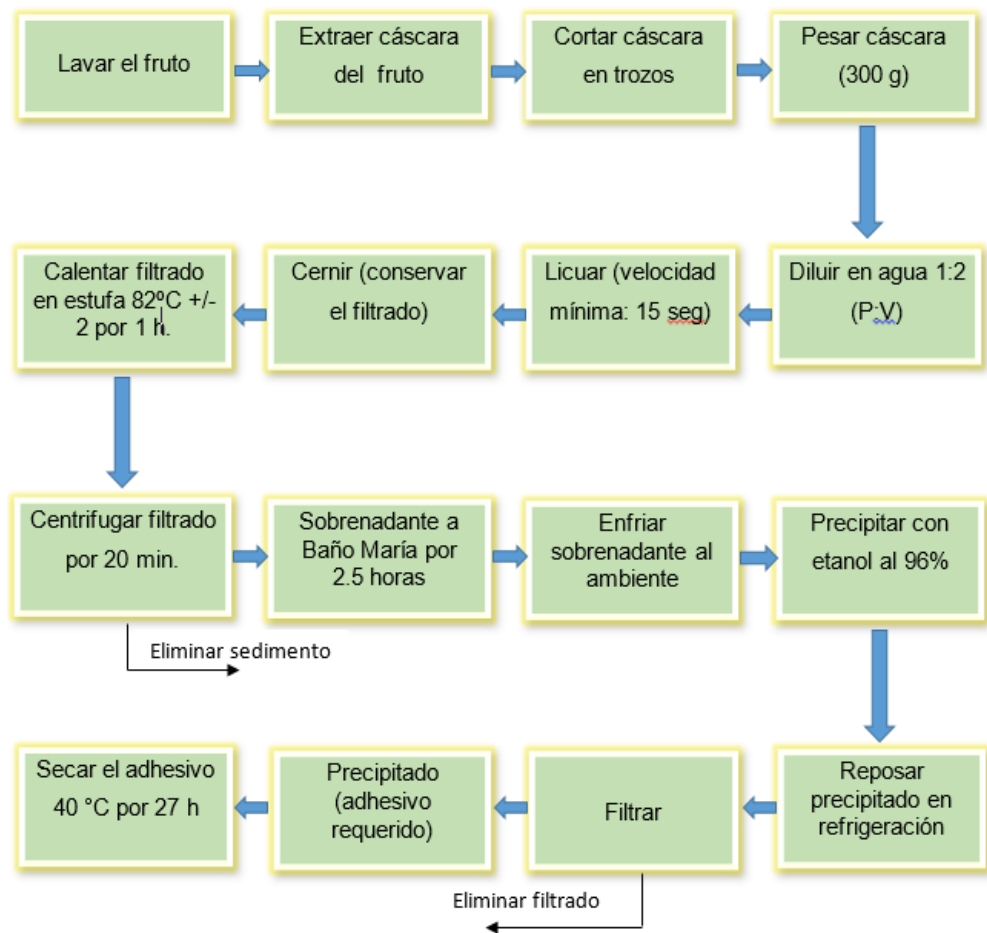 Lavar el fruto
Extraer cáscara
del fruto
Cortar cáscara
en trozos
Pesar cáscara
(300 g)
Diluir en agua 1:2
(P:V)
Licuar (velocidad
mínima: 15 seg)
Cernir (conservar
el filtrado)
Calentar filtrado
en estufa 82ºC +/-
2 por 1 h.
Centrifugar filtrado
por 20 min.
Eliminar sedimento
Sobrenadante a
Baño María por
2.5 horas
Enfriar
sobrenadante al
ambiente
Precipitar con
etanol al 96%
Reposar
precipitado en
refrigeración
Filtrar
Eliminar filtrado
Precipitado
(adhesivo
requerido)
Secar el adhesivo
40 °C por 27 h